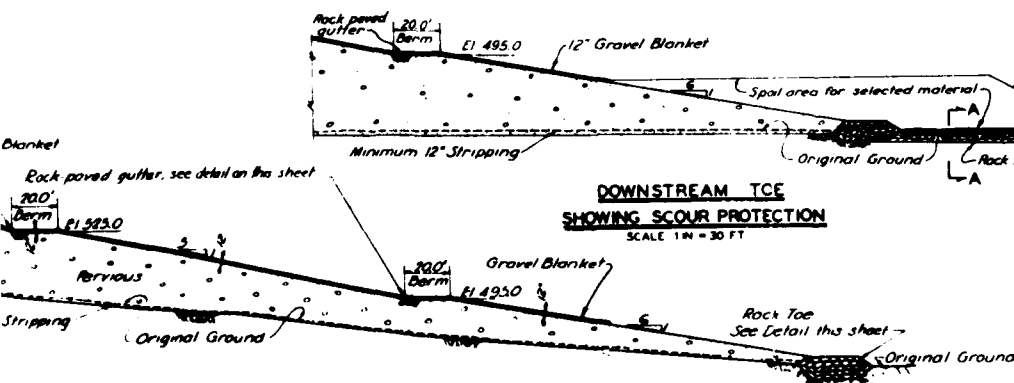 Rock paved
gutter
20.0'
Berm
El 495.0
12" Gravel Blanket
6
1
Spoil area for selected material
A
Minimum 12" Stripping
Original Ground
Rock
A
DOWNSTREAM TOE
SHOWING SCOUR PROTECTION
SCALE 1 IN = 30 FT
Blanket
Rock-paved gutter, see detail on this sheet
20.0'
Berm
El 525.0
5
1
Pervious
Stripping
Original Ground
20.0'
Berm
El 495.0
Gravel Blanket
6
1
Rock Toe
See Detail this sheet
Original Ground